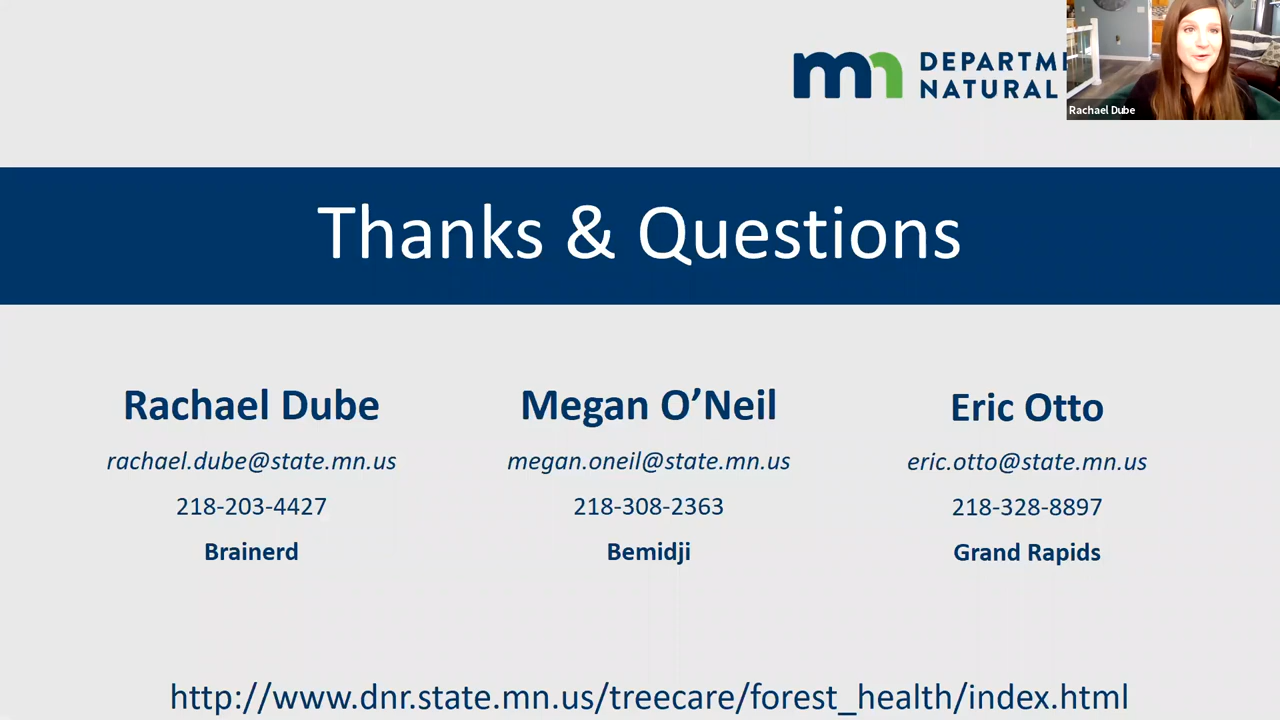 mn DEPARTM
NATURAL
Rachael Dube
Thanks & Questions
Rachael Dube
rachael.dube@state.mn.us
218-203-4427
Brainerd
Megan O’Neil
megan.oneil@state.mn.us
218-308-2363
Bemidji
Eric Otto
eric.otto@state.mn.us
218-328-8897
Grand Rapids
http://www.dnr.state.mn.us/treecare/forest_health/index.html